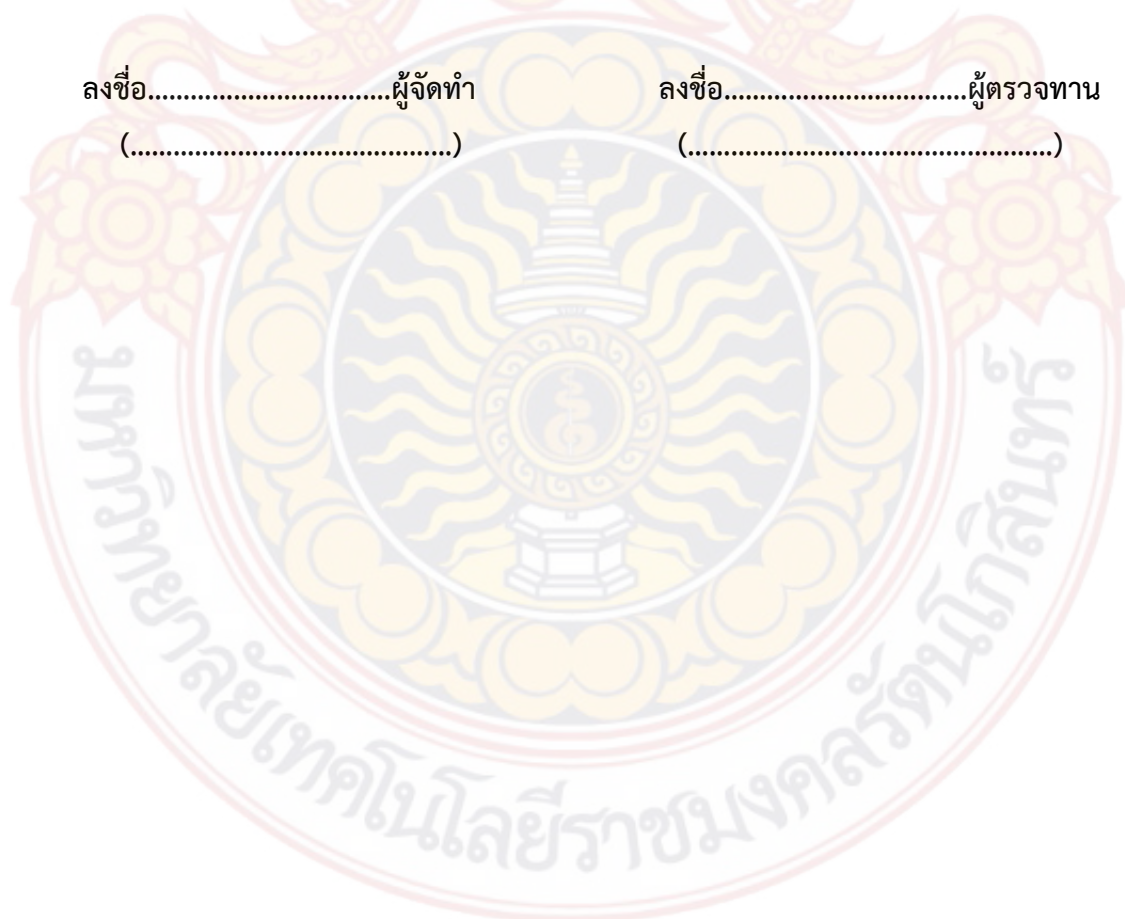 ลงชื่อ..................................ผู้จัดทำ ลงชื่อ..................................ผู้ตรวจทาน
(.............................................) (...................................................)
มหาวิทยาลัยเทคโนโลยีราชมงคลรัตนโกสินทร์